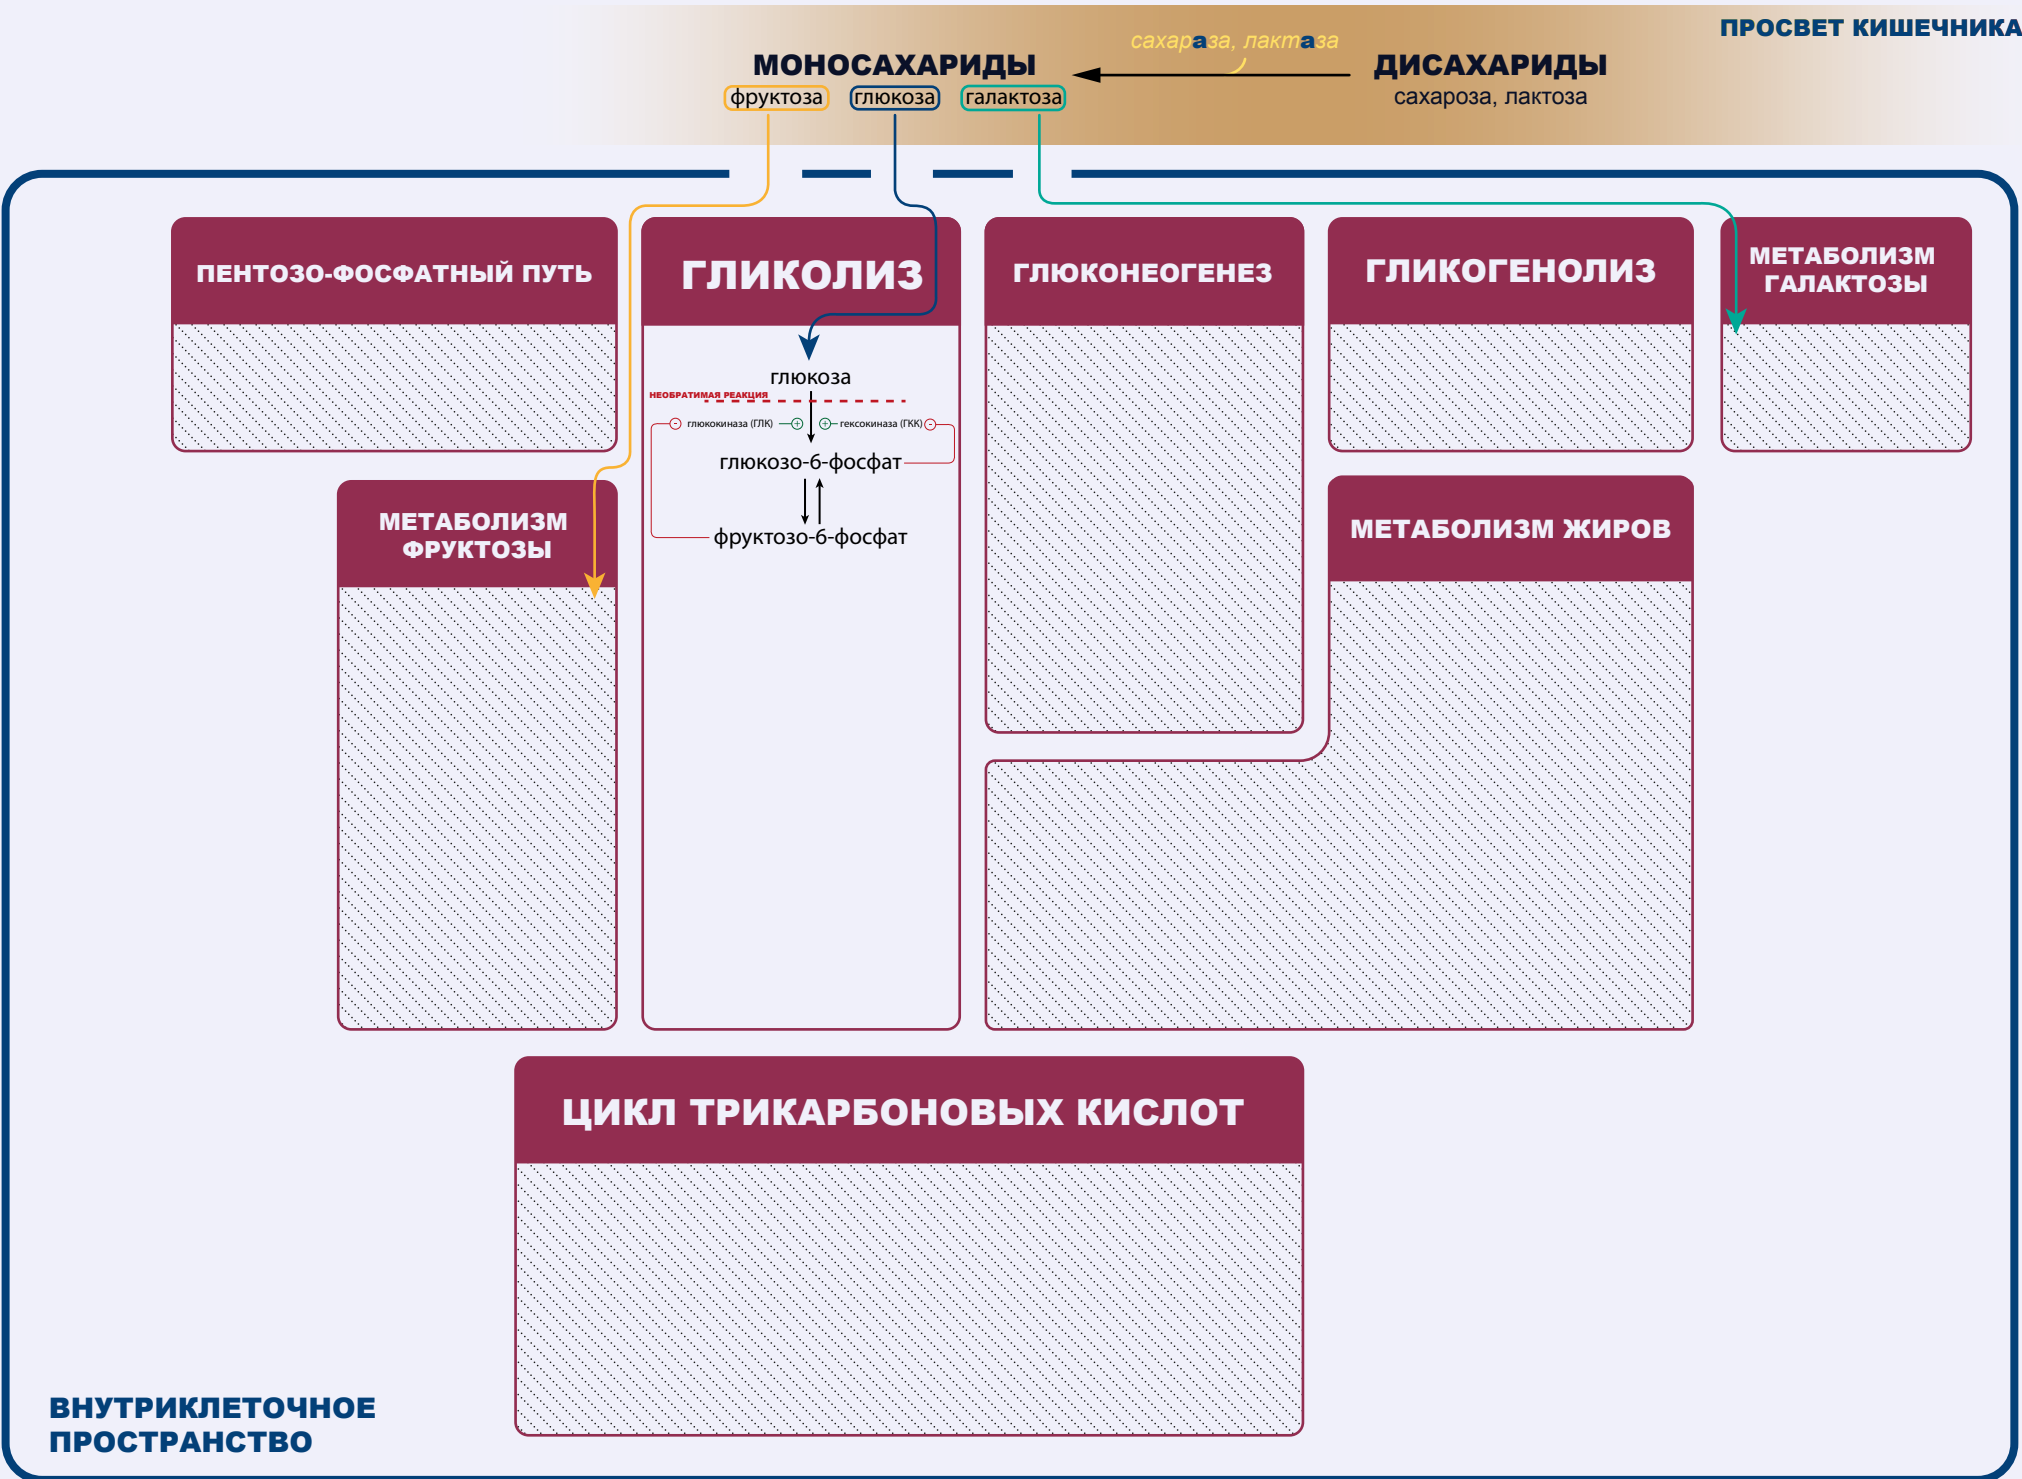 ПРОСВЕТ КИШЕЧНИКА
сахараза, лактаза
МОНОСАХАРИДЫ
ДИСАХАРИДЫ
фруктоза
глюкоза
галактоза
сахароза, лактоза
ПЕНТОЗО-ФОСФАТНЫЙ ПУТЬ
ГЛИКОЛИЗ
ГЛЮКОНЕОГЕНЕЗ
ГЛИКОГЕНОЛИЗ
МЕТАБОЛИЗМ
ГАЛАКТОЗЫ
глюкоза
НЕОБРАТИМАЯ РЕАКЦИЯ
- глюкокиназа (ГЛК) +
+ гексокиназа (ГКК) -
глюкозо-6-фосфат
фруктозо-6-фосфат
МЕТАБОЛИЗМ
ФРУКТОЗЫ
МЕТАБОЛИЗМ ЖИРОВ
ЦИКЛ ТРИКАРБОНОВЫХ КИСЛОТ
ВНУТРИКЛЕТОЧНОЕ
ПРОСТРАНСТВО